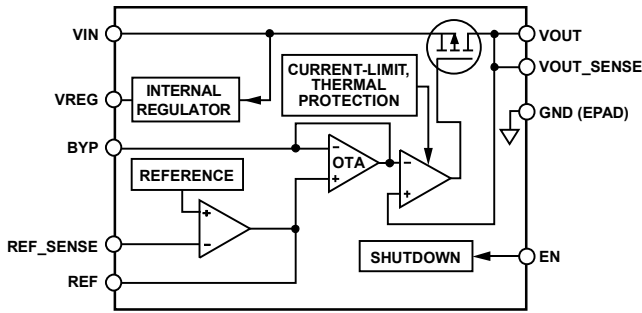 VIN
VOUT
VOUT_SENSE
CURRENT-LIMIT,
THERMAL
PROTECTION
INTERNAL
REGULATOR
VREG
GND (EPAD)
BYP
–
OTA
+
–
+
REFERENCE
+
–
REF_SENSE
REF
SHUTDOWN
EN